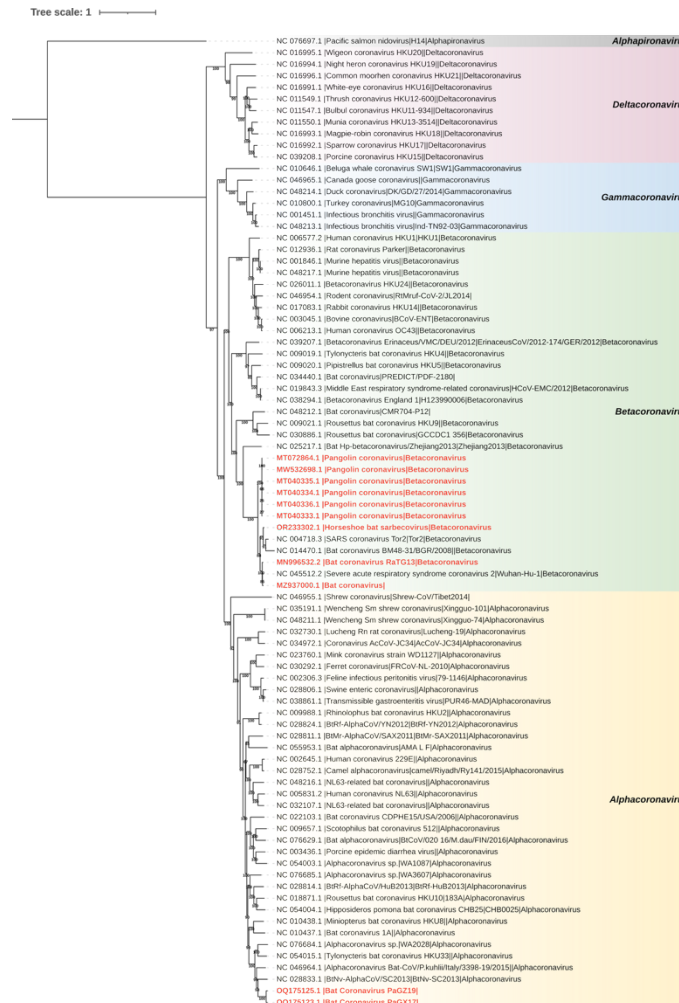 Tree scale: 1
NC 076697.1 |Pacific salmon nidovirus|H14|Alphapironavirus
Alphapironavir
NC 016995.1 |Wigeon coronavirus HKU20||Deltacoronavirus
NC 016994.1 |Night heron coronavirus HKU19||Deltacoronavirus
NC 016996.1 |Common moorhen coronavirus HKU21||Deltacoronavirus
NC 016991.1 |White-eye coronavirus HKU16||Deltacoronavirus
NC 011549.1 |Thrush coronavirus HKU12-600||Deltacoronavirus
Deltacoronavir
NC 011547.1 |Bulbul coronavirus HKU11-934||Deltacoronavirus
NC 011550.1 |Munia coronavirus HKU13-3514||Deltacoronavirus
NC 016993.1 |Magpie-robin coronavirus HKU18||Deltacoronavirus
NC 016992.1 |Sparrow coronavirus HKU17||Deltacoronavirus
NC 039208.1 |Porcine coronavirus HKU15||Deltacoronavirus
NC 010646.1 |Beluga whale coronavirus SW1|SW1|Gammacoronavirus
NC 046965.1 |Canada goose coronavirus||Gammacoronavirus
NC 048214.1 |Duck coronavirus|DK/GD/27/2014|Gammacoronavirus
Gammacoronavir
NC 010800.1 |Turkey coronavirus|MG10|Gammacoronavirus
NC 001451.1 |Infectious bronchitis virus||Gammacoronavirus
NC 048213.1 |Infectious bronchitis virus|Ind-TN92-03|Gammacoronavirus
NC 006577.2 |Human coronavirus HKU1|HKU1|Betacoronavirus
NC 012936.1 |Rat coronavirus Parker||Betacoronavirus
NC 001846.1 |Murine hepatitis virus||Betacoronavirus
NC 048217.1 |Murine hepatitis virus||Betacoronavirus
NC 026011.1 |Betacoronavirus HKU24||Betacoronavirus
NC 046954.1 |Rodent coronavirus|RtMruf-CoV-2/JL2014|
NC 017083.1 |Rabbit coronavirus HKU14||Betacoronavirus
NC 003045.1 |Bovine coronavirus|BCoV-ENT|Betacoronavirus
NC 006213.1 |Human coronavirus OC43||Betacoronavirus
NC 039207.1 |Betacoronavirus Erinaceus/VMC/DEU/2012|ErinaceusCoV/2012-174/GER/2012|Betacoronavirus
NC 009019.1 |Tylonycteris bat coronavirus HKU4||Betacoronavirus
NC 009020.1 |Pipistrellus bat coronavirus HKU5||Betacoronavirus
NC 034440.1 |Bat coronavirus|PREDICT/PDF-2180|
NC 019843.3 |Middle East respiratory syndrome-related coronavirus|HCoV-EMC/2012|Betacoronavirus
NC 038294.1 |Betacoronavirus England 1|H123990006|Betacoronavirus
NC 048212.1 |Bat coronavirus|CMR704-P12|
Betacoronavir
NC 009021.1 |Rousettus bat coronavirus HKU9||Betacoronavirus
NC 030886.1 |Rousettus bat coronavirus|GCCDC1 356|Betacoronavirus
NC 025217.1 |Bat Hp-betacoronavirus/Zhejiang2013|Zhejiang2013|Betacoronavirus
MT072864.1 |Pangolin coronavirus|Betacoronavirus
MW532698.1 |Pangolin coronavirus|Betacoronavirus
MT040335.1 |Pangolin coronavirus|Betacoronavirus
MT040334.1 |Pangolin coronavirus|Betacoronavirus
MT040336.1 |Pangolin coronavirus|Betacoronavirus
MT040333.1 |Pangolin coronavirus|Betacoronavirus
OR233302.1 |Horseshoe bat sarbecovirus|Betacoronavirus
NC 004718.3 |SARS coronavirus Tor2|Tor2|Betacoronavirus
NC 014470.1 |Bat coronavirus BM48-31/BGR/2008||Betacoronavirus
MN996532.2 |Bat coronavirus RaTG13|Betacoronavirus
NC 045512.2 |Severe acute respiratory syndrome coronavirus 2|Wuhan-Hu-1|Betacoronavirus
MZ937000.1 |Bat coronavirus|
NC 046955.1 |Shrew coronavirus|Shrew-CoV/Tibet2014|
NC 035191.1 |Wencheng Sm shrew coronavirus|Xingguo-101|Alphacoronavirus
NC 048211.1 |Wencheng Sm shrew coronavirus|Xingguo-74|Alphacoronavirus
NC 032730.1 |Lucheng Rn rat coronavirus|Lucheng-19|Alphacoronavirus
NC 034972.1 |Coronavirus AcCoV-JC34|AcCoV-JC34|Alphacoronavirus
NC 023760.1 |Mink coronavirus strain WD1127||Alphacoronavirus
NC 030292.1 |Ferret coronavirus|FRCoV-NL-2010|Alphacoronavirus
NC 002306.3 |Feline infectious peritonitis virus|79-1146|Alphacoronavirus
NC 028806.1 |Swine enteric coronavirus||Alphacoronavirus
NC 038861.1 |Transmissible gastroenteritis virus|PUR46-MAD|Alphacoronavirus
NC 009988.1 |Rhinolophus bat coronavirus HKU2||Alphacoronavirus
NC 028824.1 |BtRf-AlphaCoV/YN2012|BtRf-YN2012|Alphacoronavirus
NC 028811.1 |BtMr-AlphaCoV/SAX2011|BtMr-SAX2011|Alphacoronavirus
NC 055953.1 |Bat alphacoronavirus|AMA L F|Alphacoronavirus
NC 002645.1 |Human coronavirus 229E||Alphacoronavirus
NC 028752.1 |Camel alphacoronavirus|camel/Riyadh/Ry141/2015|Alphacoronavirus
NC 048216.1 |NL63-related bat coronavirus||Alphacoronavirus
NC 005831.2 |Human coronavirus NL63||Alphacoronavirus
Alphacoronavir
NC 032107.1 |NL63-related bat coronavirus||Alphacoronavirus
NC 022103.1 |Bat coronavirus CDPHE15/USA/2006||Alphacoronavirus
NC 009657.1 |Scotophilus bat coronavirus 512||Alphacoronavirus
NC 076629.1 |Bat alphacoronavirus|BtCoV/020 16/M.dau/FIN/2016|Alphacoronavirus
NC 003436.1 |Porcine epidemic diarrhea virus||Alphacoronavirus
NC 054003.1 |Alphacoronavirus sp.|WA1087|Alphacoronavirus
NC 076685.1 |Alphacoronavirus sp.|WA3607|Alphacoronavirus
NC 028814.1 |BtRf-AlphaCoV/HuB2013|BtRf-HuB2013|Alphacoronavirus
NC 018871.1 |Rousettus bat coronavirus HKU10|183A|Alphacoronavirus
NC 054004.1 |Hipposideros pomona bat coronavirus CHB25|CHB0025|Alphacoronavirus
NC 010438.1 |Miniopterus bat coronavirus HKU8||Alphacoronavirus
NC 010437.1 |Bat coronavirus 1A||Alphacoronavirus
NC 076684.1 |Alphacoronavirus sp.|WA2028|Alphacoronavirus
NC 054015.1 |Tylonycteris bat coronavirus HKU33||Alphacoronavirus
NC 046964.1 |Alphacoronavirus Bat-CoV/P.kuhlii/Italy/3398-19/2015||Alphacoronavirus
NC 028833.1 |BtNv-AlphaCoV/SC2013|BtNv-SC2013|Alphacoronavirus
OQ175125.1 |Bat Coronavirus PaGZ19|
OQ175123.1 |Bat Coronavirus PaGX17|